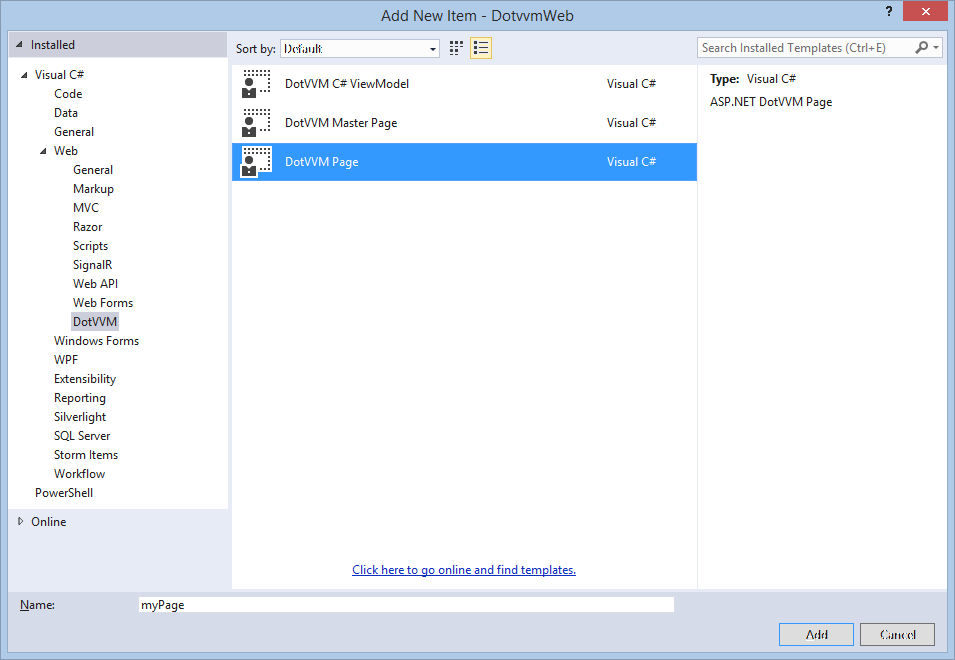 Add New Item - DotvvmWeb
?
Installed
Sort by: Default
Search Installed Templates (Ctrl+E)
Visual C#
Code
Data
General
Web
General
Markup
MVC
Razor
Scripts
SignalR
Web API
Web Forms
DotVVM
Windows Forms
WPF
Extensibility
Reporting
Silverlight
SQL Server
Storm Items
Workflow
PowerShell
Online
DotVVM C# ViewModel Visual C#
DotVVM Master Page Visual C#
DotVVM Page Visual C#
Click here to go online and find templates.
Type: Visual C#
ASP.NET DotVVM Page
Name: myPage
Add Cancel